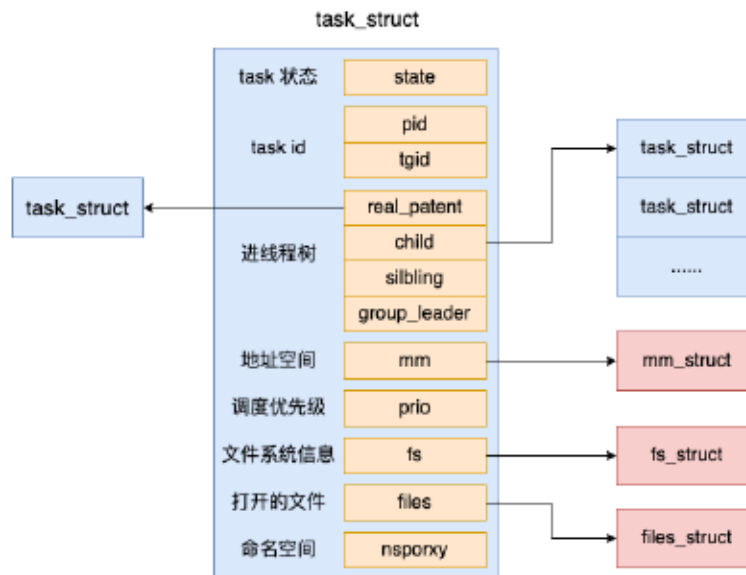 task_struct
task 状态
state
task id
pid
tgid
task_struct
进线程树
real_patent
child
silbling
group_leader
task_struct
task_struct
......
地址空间
mm
mm_struct
调度优先级
prio
文件系统信息
fs
fs_struct
打开的文件
files
files_struct
命名空间
nsporxy